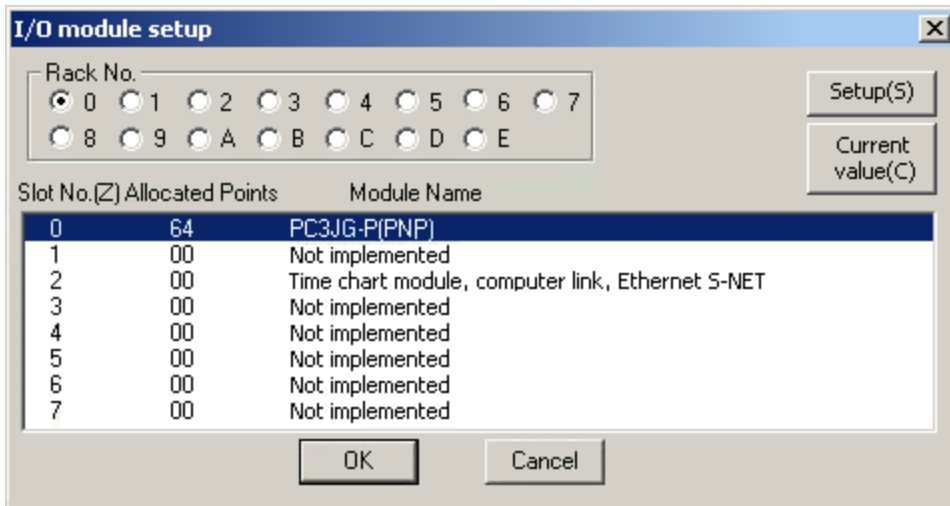 I/O module setup
Rack No.
0 1 2 3 4 5 6 7
8 9 A B C D E
Setup(S)
Current
value(C)
Slot No.(Z) Allocated Points Module Name
0 64 PC3JG-P(PNP)
1 00 Not implemented
2 00 Time chart module, computer link, Ethernet S-NET
3 00 Not implemented
4 00 Not implemented
5 00 Not implemented
6 00 Not implemented
7 00 Not implemented
OK Cancel